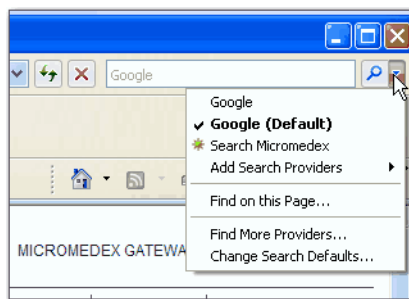 Google
Google
Google (Default)
Search Micromedex
Add Search Providers
Find on this Page...
Find More Providers...
Change Search Defaults...
MICROMEDEX GATEWA